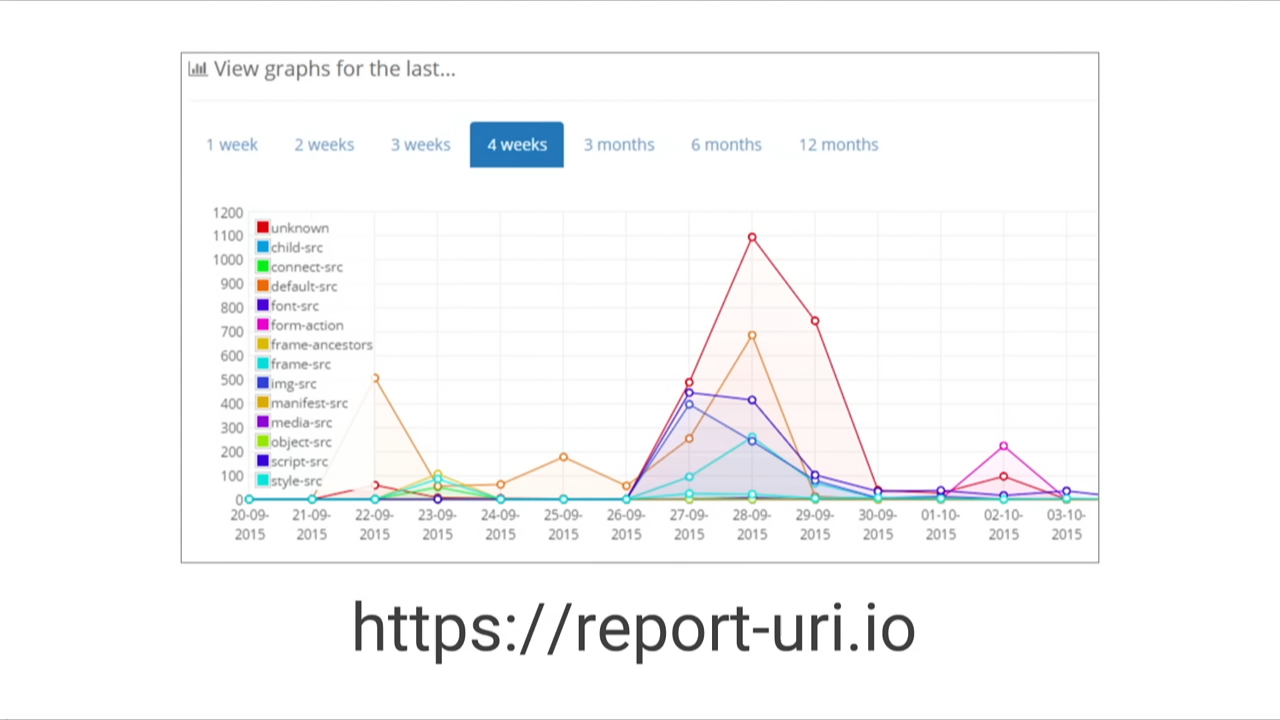 View graphs for the last...
1 week 2 weeks 3 weeks 4 weeks 3 months 6 months 12 months
1200
1100
1000
900
800
700
600
500
400
300
200
100
0
unknown
child-src
connect-src
default-src
font-src
form-action
frame-ancestors
frame-src
img-src
manifest-src
media-src
object-src
script-src
style-src
20-09- 21-09- 22-09- 23-09- 24-09- 25-09- 26-09- 27-09- 28-09- 29-09- 30-09- 01-10- 02-10- 03-10-
2015 2015 2015 2015 2015 2015 2015 2015 2015 2015 2015 2015 2015 2015
https://report-uri.io